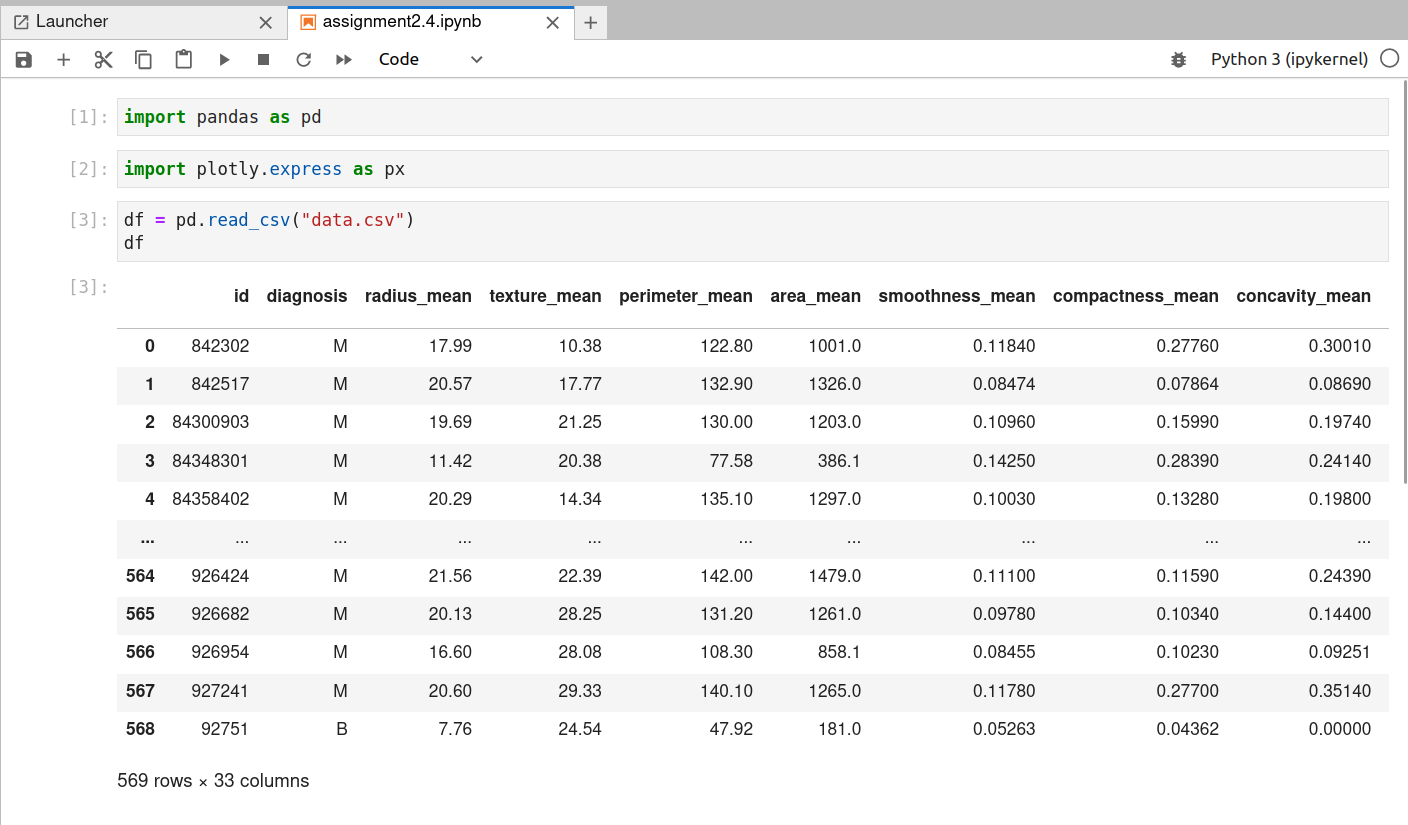 Launcher
assignment2.4.ipynb
Code
Python 3 (ipykernel)
[1]: import pandas as pd
[2]: import plotly.express as px
[3]: df = pd.read_csv("data.csv")
df
[3]:
id diagnosis radius_mean texture_mean perimeter_mean area_mean smoothness_mean compactness_mean concavity_mean
0 842302 M 17.99 10.38 122.80 1001.0 0.11840 0.27760 0.30010
1 842517 M 20.57 17.77 132.90 1326.0 0.08474 0.07864 0.08690
2 84300903 M 19.69 21.25 130.00 1203.0 0.10960 0.15990 0.19740
3 84348301 M 11.42 20.38 77.58 386.1 0.14250 0.28390 0.24140
4 84358402 M 20.29 14.34 135.10 1297.0 0.10030 0.13280 0.19800
... ... ... ... ... ... ... ... ... ...
564 926424 M 21.56 22.39 142.00 1479.0 0.11100 0.11590 0.24390
565 926682 M 20.13 28.25 131.20 1261.0 0.09780 0.10340 0.14400
566 926954 M 16.60 28.08 108.30 858.1 0.08455 0.10230 0.09251
567 927241 M 20.60 29.33 140.10 1265.0 0.11780 0.27700 0.35140
568 92751 B 7.76 24.54 47.92 181.0 0.05263 0.04362 0.00000
569 rows × 33 columns